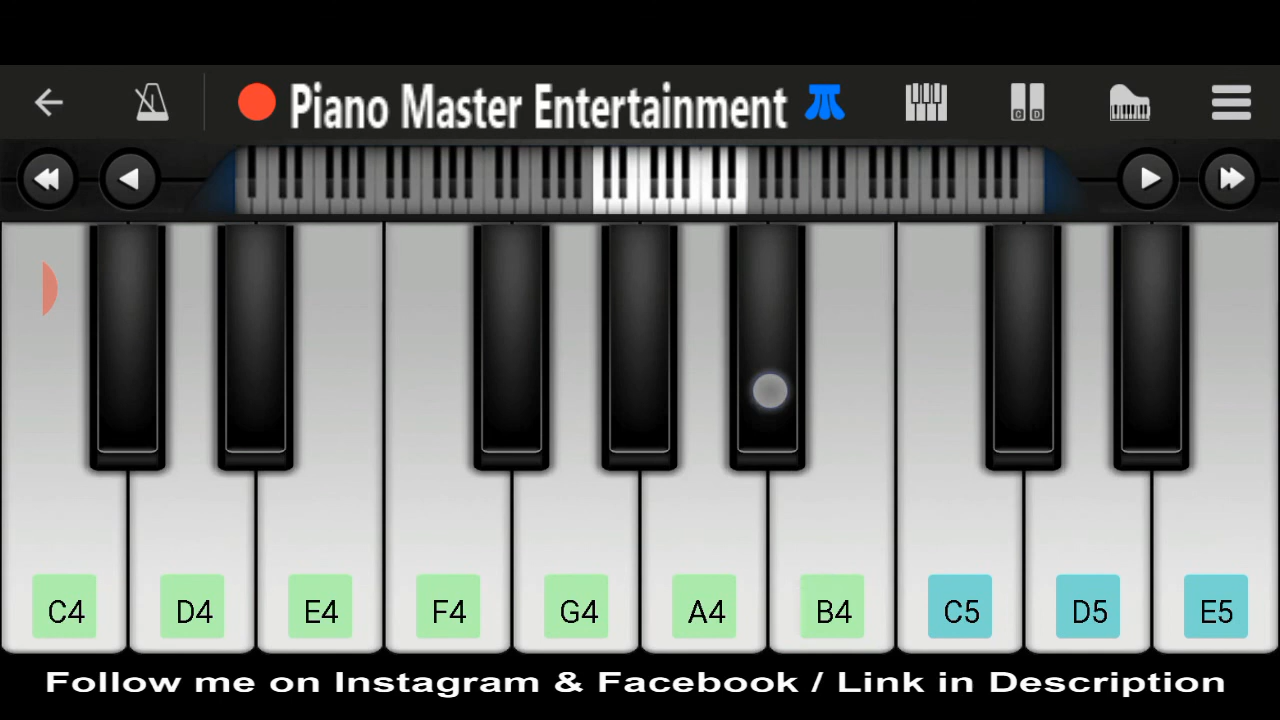 Piano Master Entertainment
C4 D4 E4 F4 G4 A4 B4 C5 D5 E5
Follow me on Instagram & Facebook / Link in Description